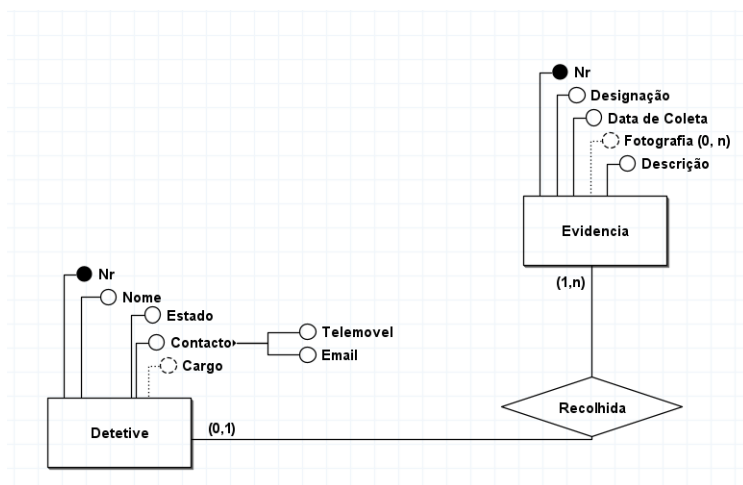 Nr
Designação
Data de Coleta
Fotografia (0, n)
Descrição
Evidencia
(1,n)
Nr
Nome
Estado
Contacto
Telemovel
Email
Cargo
Detetive
(0,1)
Recolhida